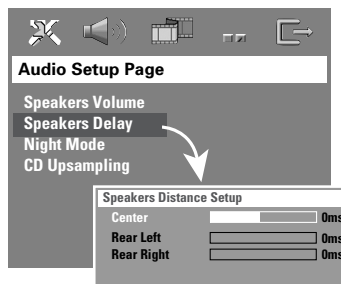 Audio Setup Page
Speakers Volume
Speakers Delay
Night Mode
CD Upsampling
Speakers Distance Setup
Center 0ms
Rear Left 0ms
Rear Right 0ms